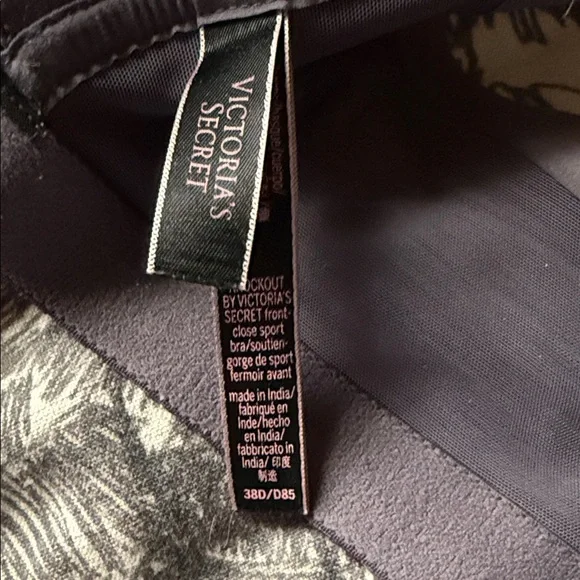 VICTORIA'S
SECRET
BY VICTORIA'S
SECRET front-
close sport
bra/soutien-
gorge de sport
fermoir avant
made in India/
fabriqué en
Inde/hecho
en India/
fabbricato in
India/ 印度
制造
38D/D85